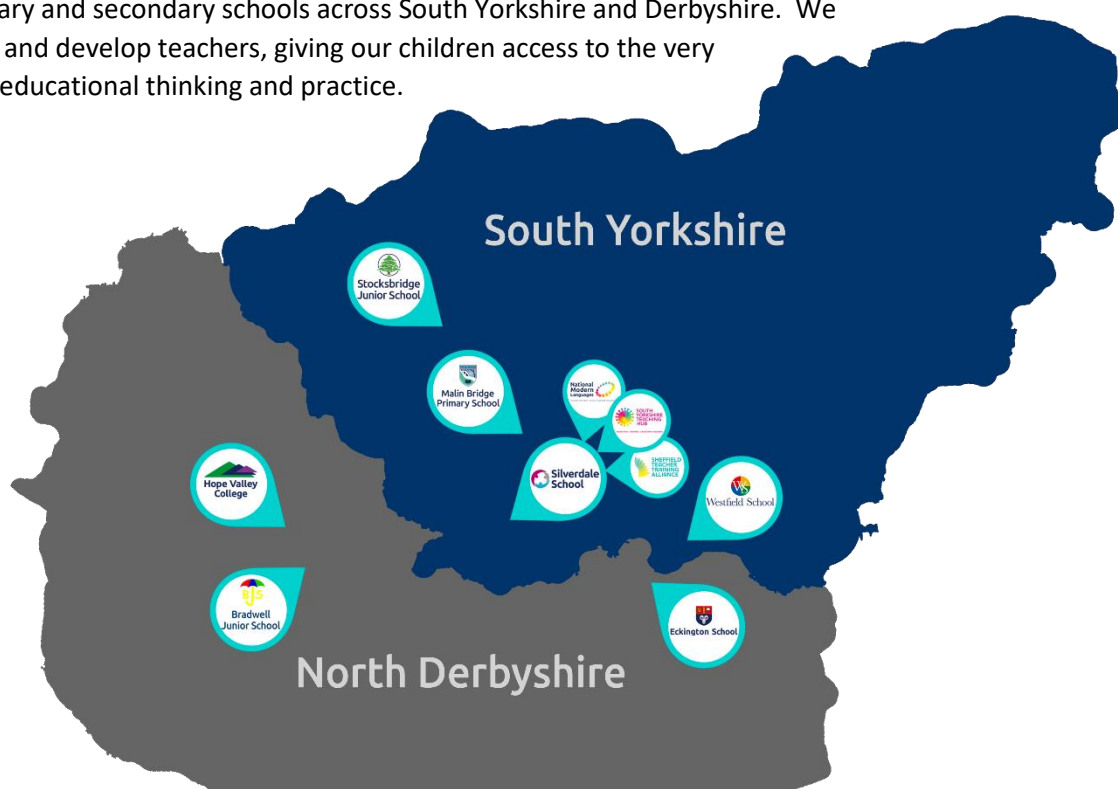 ary and secondary schools across South Yorkshire and Derbyshire. We
and develop teachers, giving our children access to the very
educational thinking and practice.
South Yorkshire
Stocksbridge
Junior School
Malin Bridge
Primary School
National
Modern
Languages
SOUTH
YORKSHIRE
TEACHING
HUB
Silverdale
School
SHEFFIELD
TEACHER
TRAINING
ALLIANCE
Hope Valley
College
WS
Westfield School
BJS
Bradwell
Junior School
Eckington School
North Derbyshire